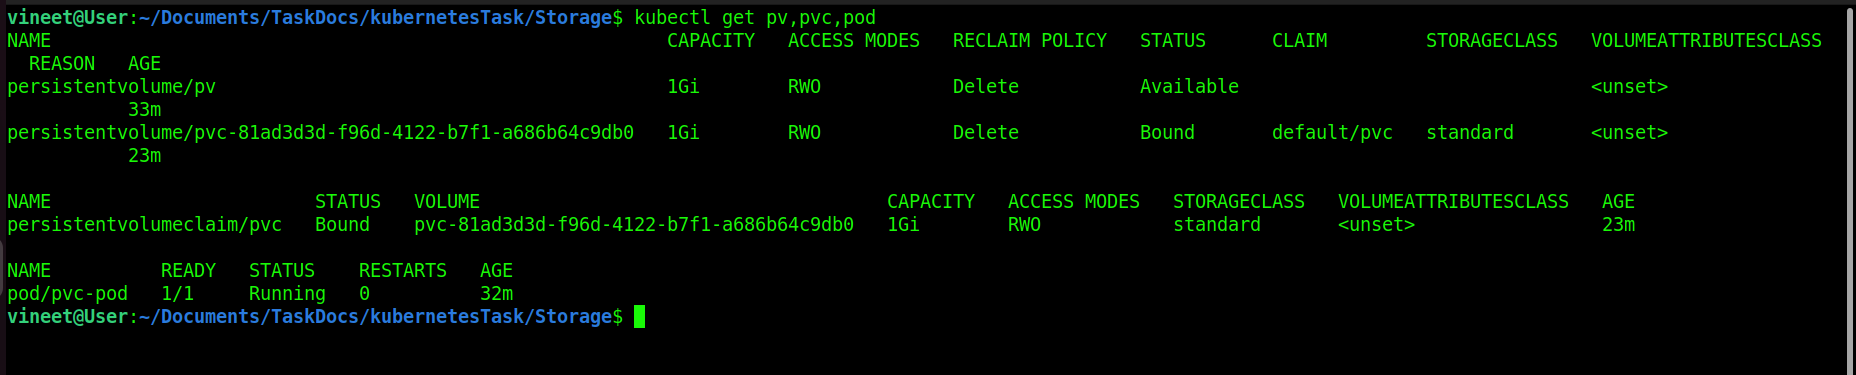 vineet@User:~/Documents/TaskDocs/kubernetesTask/Storage$ kubectl get pv,pvc,pod
NAME                                                        CAPACITY   ACCESS MODES   RECLAIM POLICY   STATUS      CLAIM         STORAGECLASS   VOLUMEATTRIBUTESCLASS
  REASON   AGE
persistentvolume/pv                                         1Gi        RWO            Delete           Available                                <unset>
           33m
persistentvolume/pvc-81ad3d3d-f96d-4122-b7f1-a686b64c9db0   1Gi        RWO            Delete           Bound       default/pvc   standard       <unset>
           23m

NAME                        STATUS   VOLUME                                     CAPACITY   ACCESS MODES   STORAGECLASS   VOLUMEATTRIBUTESCLASS   AGE
persistentvolumeclaim/pvc   Bound    pvc-81ad3d3d-f96d-4122-b7f1-a686b64c9db0   1Gi        RWO            standard       <unset>                 23m

NAME          READY   STATUS    RESTARTS   AGE
pod/pvc-pod   1/1     Running   0          32m
vineet@User:~/Documents/TaskDocs/kubernetesTask/Storage$